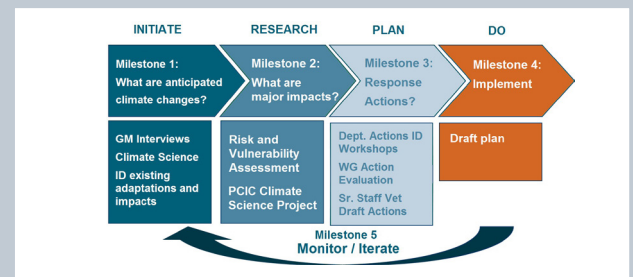 INITIATE
RESEARCH
PLAN
DO
Milestone 1:
What are anticipated
climate changes?
Milestone 2:
What are
major impacts?
Milestone 3:
Response
Actions?
Milestone 4:
Implement
GM Interviews
Climate Science
ID existing
adaptations and
impacts
Risk and
Vulnerability
Assessment
PCIC Climate
Science Project
Dept. Actions ID
Workshops
WG Action
Evaluation
Sr. Staff Vet
Draft Actions
Draft plan
Milestone 5
Monitor / Iterate